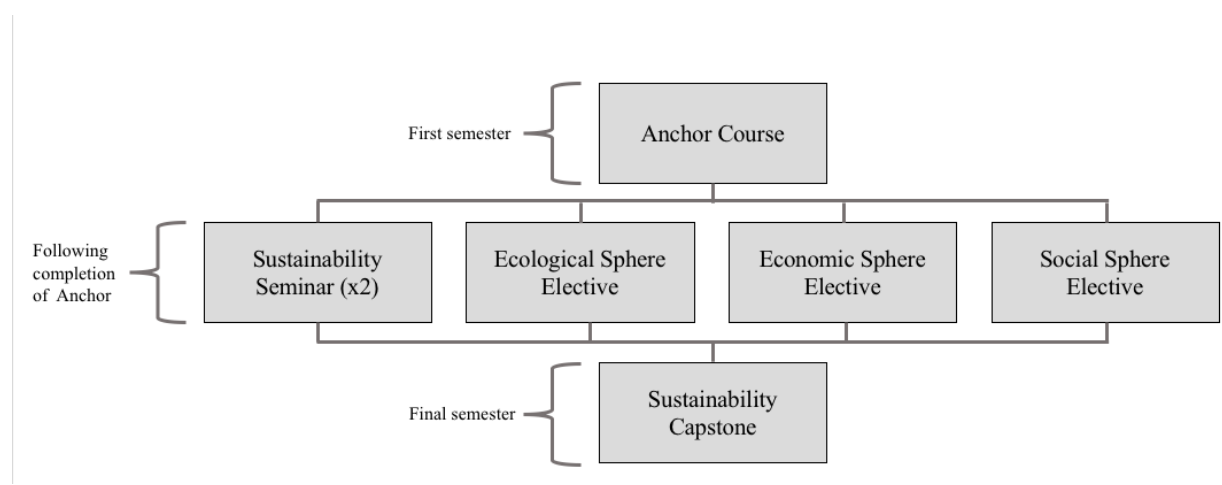 First semester
Anchor Course
Following
completion
of Anchor
Sustainability
Seminar (x2)
Ecological Sphere
Elective
Economic Sphere
Elective
Social Sphere
Elective
Final semester
Sustainability
Capstone